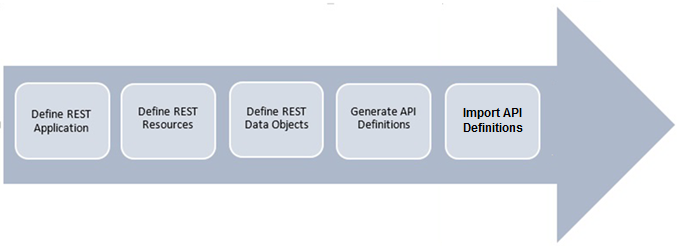 Define REST
Application
Define REST
Resources
Define REST
Data Objects
Generate API
Definitions
Import API
Definitions